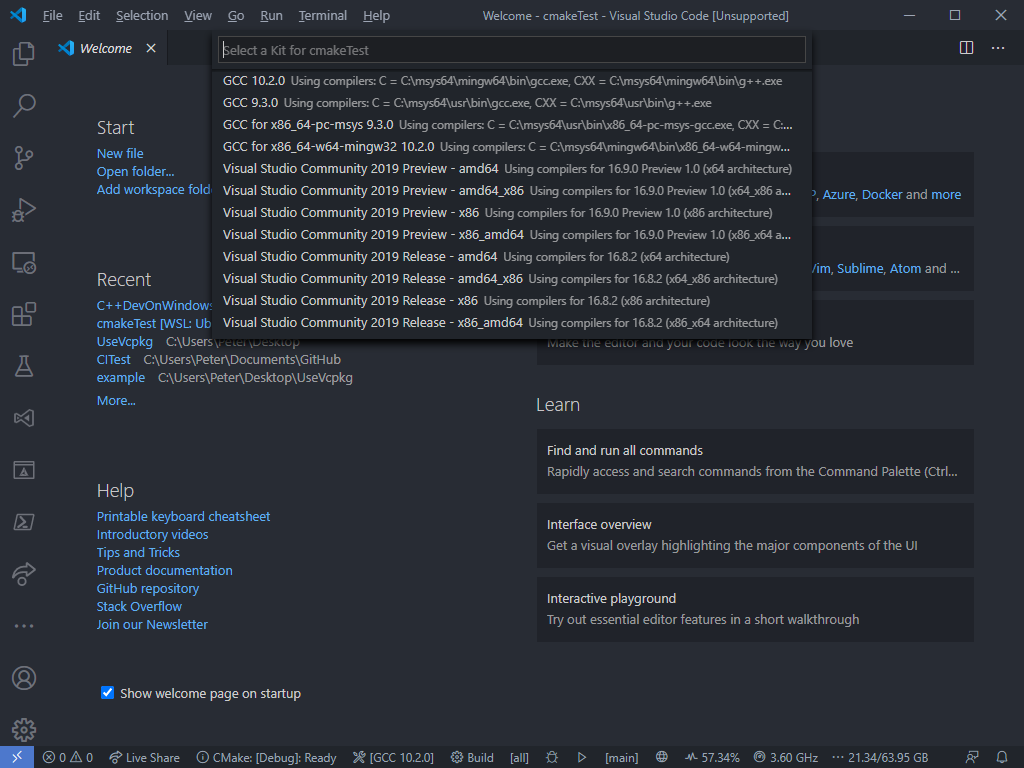 File Edit Selection View Go Run Terminal Help Welcome - cmakeTest - Visual Studio Code [Unsupported]
Welcome
Select a Kit for cmakeTest
GCC 10.2.0 Using compilers: C = C:\msys64\mingw64\bin\gcc.exe, CXX = C:\msys64\mingw64\bin\g++.exe
GCC 9.3.0 Using compilers: C = C:\msys64\usr\bin\gcc.exe, CXX = C:\msys64\usr\bin\g++.exe
GCC for x86_64-pc-msys 9.3.0 Using compilers: C = C:\msys64\usr\bin\x86_64-pc-msys-gcc.exe, CXX = C:...
GCC for x86_64-w64-mingw32 10.2.0 Using compilers: C = C:\msys64\mingw64\bin\x86_64-w64-mingw...
Visual Studio Community 2019 Preview - amd64 Using compilers for 16.9.0 Preview 1.0 (x64 architecture)
Visual Studio Community 2019 Preview - amd64_x86 Using compilers for 16.9.0 Preview 1.0 (x64_x86 a...
Visual Studio Community 2019 Preview - x86 Using compilers for 16.9.0 Preview 1.0 (x86 architecture)
Visual Studio Community 2019 Preview - x86_amd64 Using compilers for 16.9.0 Preview 1.0 (x86_x64 a...
Visual Studio Community 2019 Release - amd64 Using compilers for 16.8.2 (x64 architecture)
Visual Studio Community 2019 Release - amd64_x86 Using compilers for 16.8.2 (x64_x86 architecture)
Visual Studio Community 2019 Release - x86 Using compilers for 16.8.2 (x86 architecture)
Visual Studio Community 2019 Release - x86_amd64 Using compilers for 16.8.2 (x86_x64 architecture)
Start
New file
Open folder...
Add workspace folde
Recent
C++DevOnWindows
cmakeTest [WSL: Ub
UseVcpkg C:\Users\Peter\Desktop
CITest C:\Users\Peter\Documents\GitHub
example C:\Users\Peter\Desktop\UseVcpkg
More...
Help
Printable keyboard cheatsheet
Introductory videos
Tips and Tricks
Product documentation
GitHub repository
Stack Overflow
Join our Newsletter
Show welcome page on startup
P, Azure, Docker and more
Vim, Sublime, Atom and ...
Make the editor and your code look the way you love
Learn
Find and run all commands
Rapidly access and search commands from the Command Palette (Ctrl...
Interface overview
Get a visual overlay highlighting the major components of the UI
Interactive playground
Try out essential editor features in a short walkthrough
0 0 Live Share CMake: [Debug]: Ready [GCC 10.2.0] Build [all] [main] 57.34% 3.60 GHz 21.34/63.95 GB